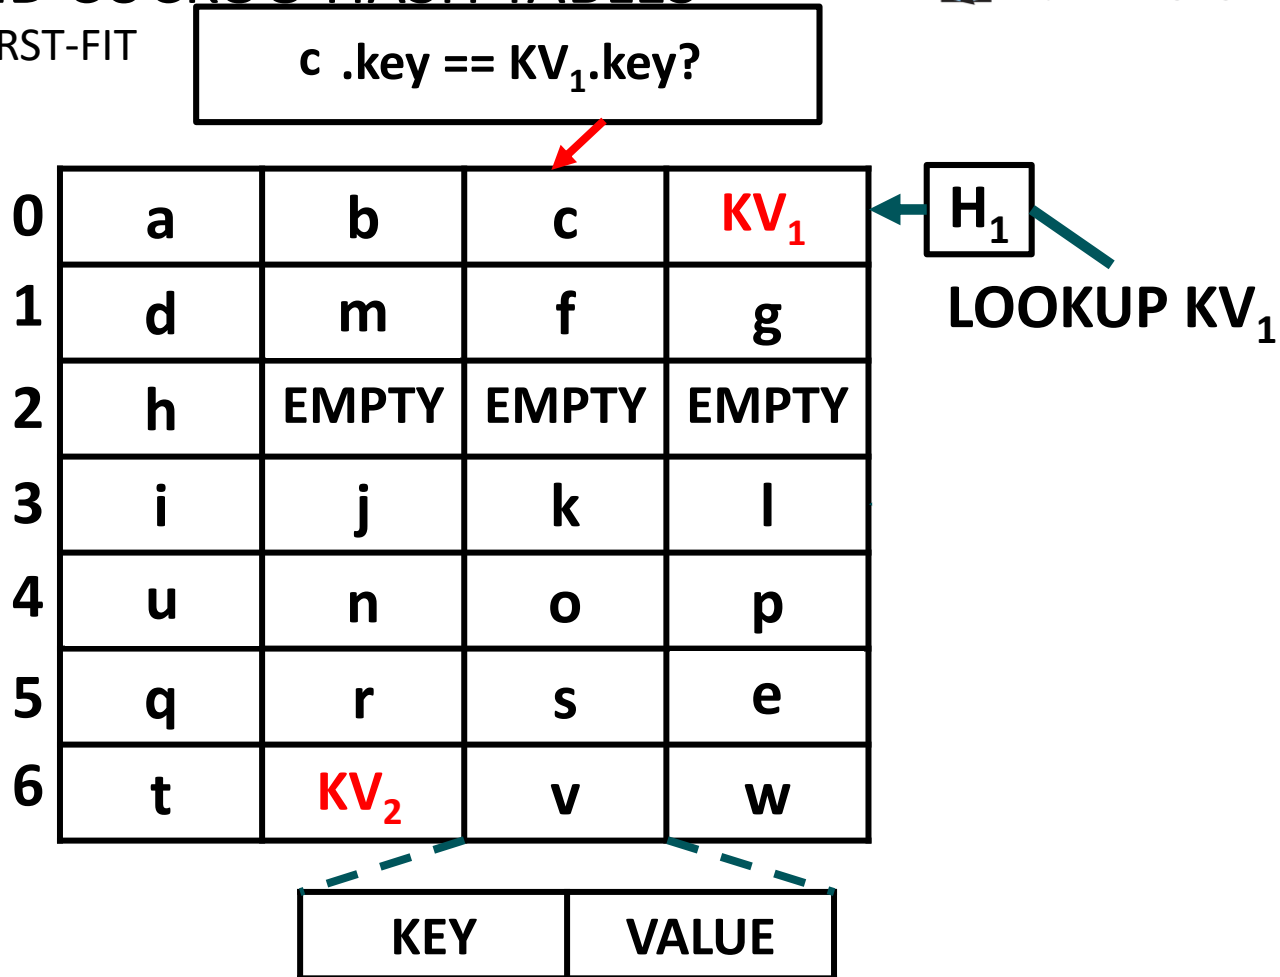 RST-FIT
c .key == KV₁.key?
0 a b c KV₁ H₁
1 d m f g LOOKUP KV₁
2 h EMPTY EMPTY EMPTY
3 i j k l
4 u n o p
5 q r s e
6 t KV₂ v w
KEY VALUE